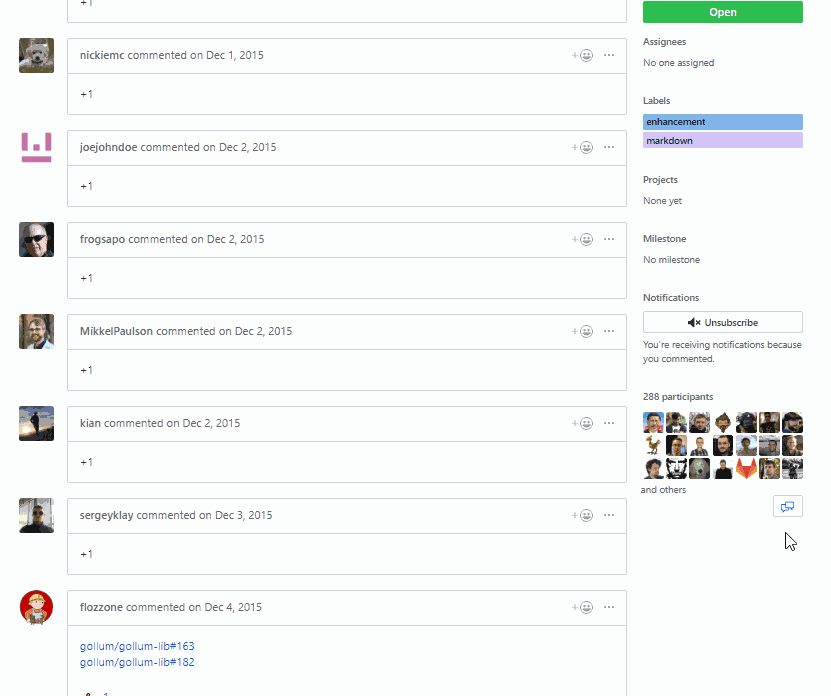 +1
nickiemc commented on Dec 1, 2015
+1
joejohndoe commented on Dec 2, 2015
+1
frogsapo commented on Dec 2, 2015
+1
MikkelPaulson commented on Dec 2, 2015
+1
kian commented on Dec 2, 2015
+1
sergeyklay commented on Dec 3, 2015
+1
flozzone commented on Dec 4, 2015
gollum/gollum-lib#163
gollum/gollum-lib#182
Open
Assignees
No one assigned
Labels
enhancement
markdown
Projects
None yet
Milestone
No milestone
Notifications
Unsubscribe
You're receiving notifications because
you commented.
288 participants
and others